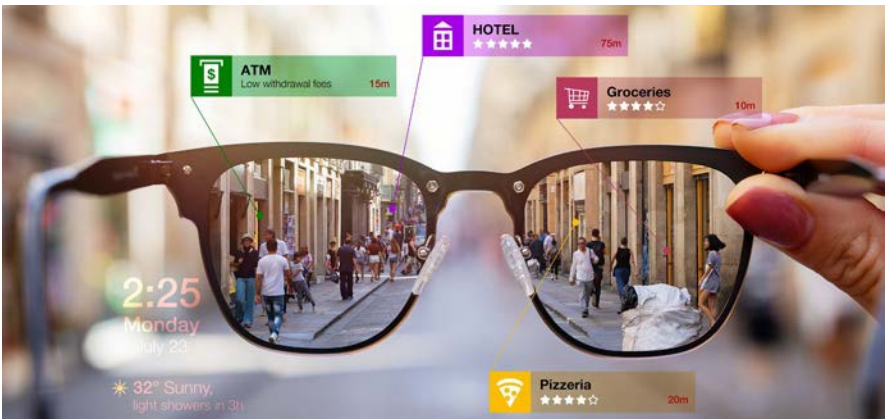 HOTEL
75m
ATM
Low withdrawal fees
15m
Groceries
10m
2:25
Monday
July 23
32° Sunny,
light showers in 3h
Pizzeria
20m